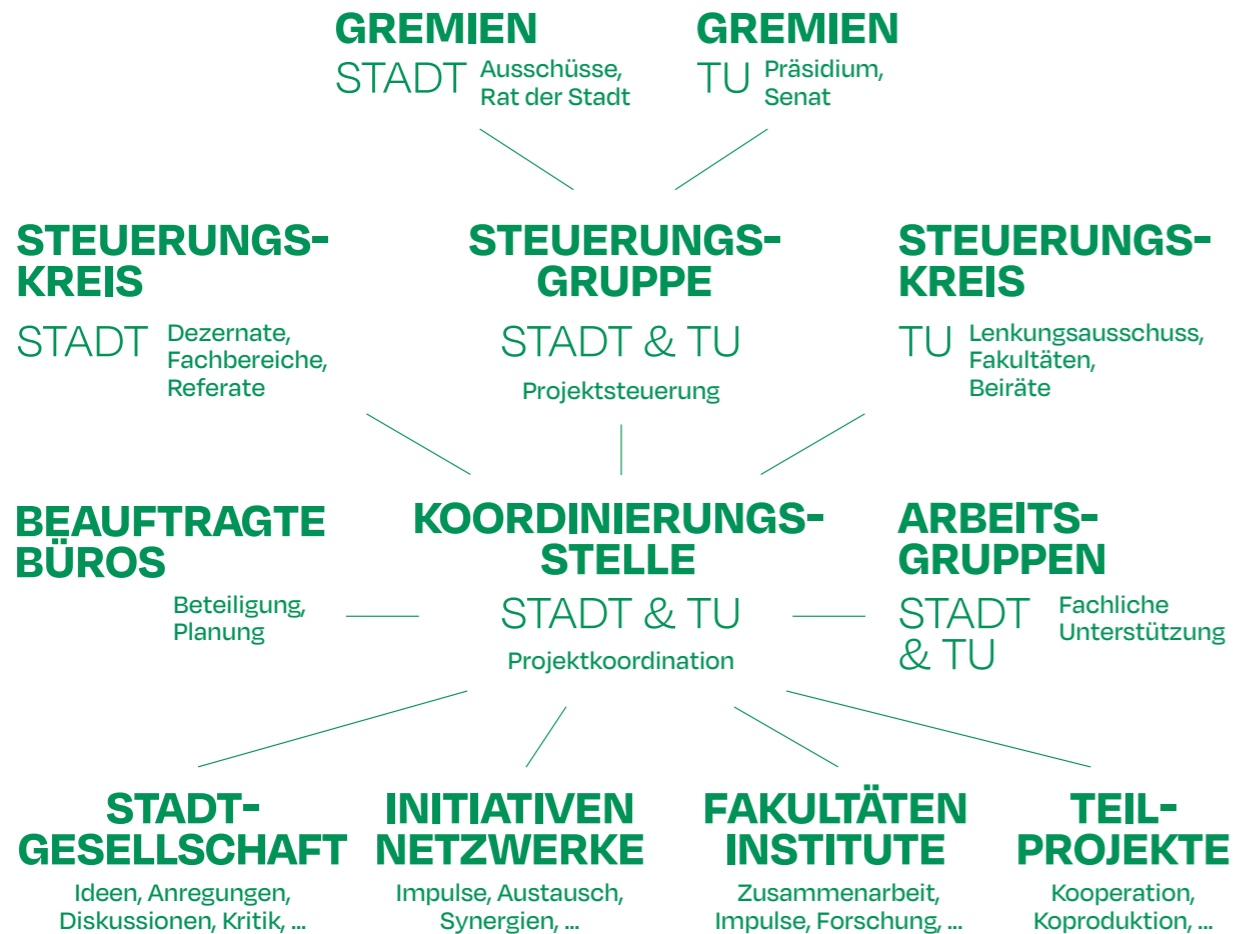 GREMIEN
STADT
Ausschüsse,
Rat der Stadt
GREMIEN
TU
Präsidium,
Senat
STEUERUNGS-
KREIS
STADT
Dezernate,
Fachbereiche,
Referate
STEUERUNGS-
GRUPPE
STADT & TU
Projektsteuerung
STEUERUNGS-
KREIS
TU
Lenkungsausschuss,
Fakultäten,
Beiräte
BEAUFTRAGTE
BÜROS
Beteiligung,
Planung
KOORDINIERUNGS-
STELLE
STADT & TU
Projektkoordination
ARBEITS-
GRUPPEN
STADT
& TU
Fachliche
Unterstützung
STADT-
GESELLSCHAFT
Ideen, Anregungen,
Diskussionen, Kritik, ...
INITIATIVEN
NETZWERKE
Impulse, Austausch,
Synergien, ...
FAKULTÄTEN
INSTITUTE
Zusammenarbeit,
Impulse, Forschung, ...
TEIL-
PROJEKTE
Kooperation,
Koproduktion, ...